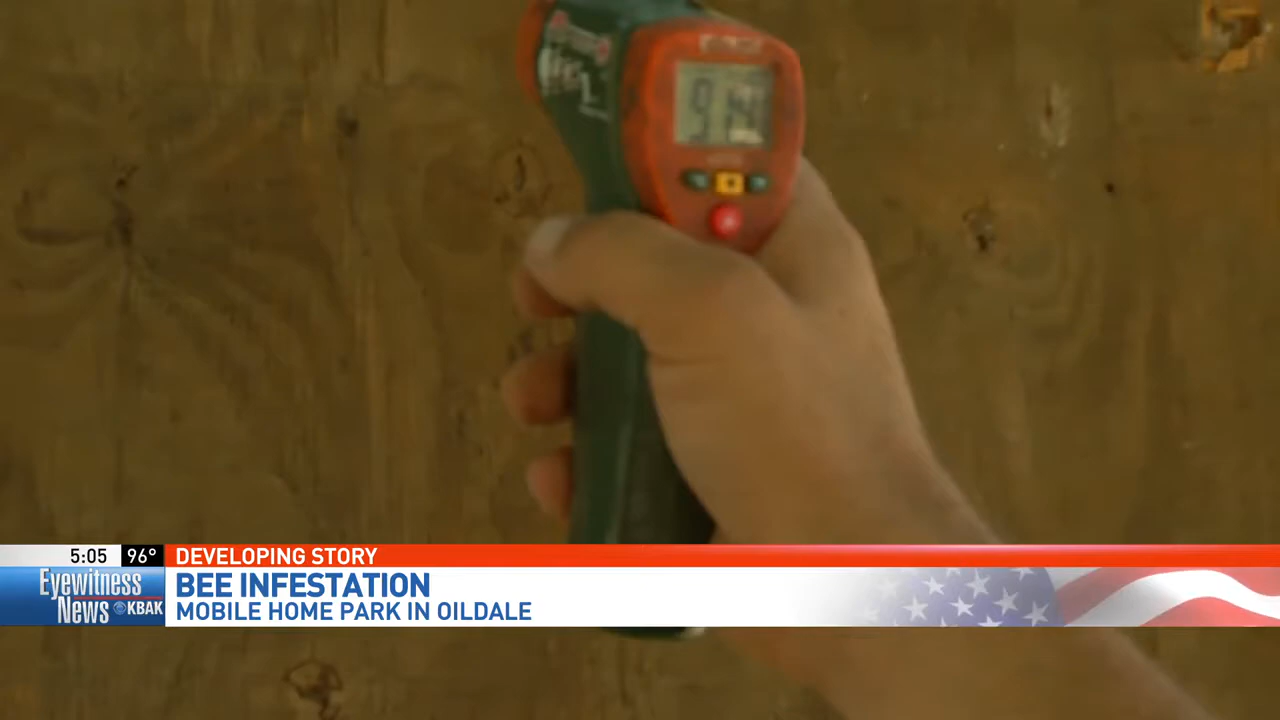 5:05 96° DEVELOPING STORY
Eyewitness News KBAK
BEE INFESTATION
MOBILE HOME PARK IN OILDALE